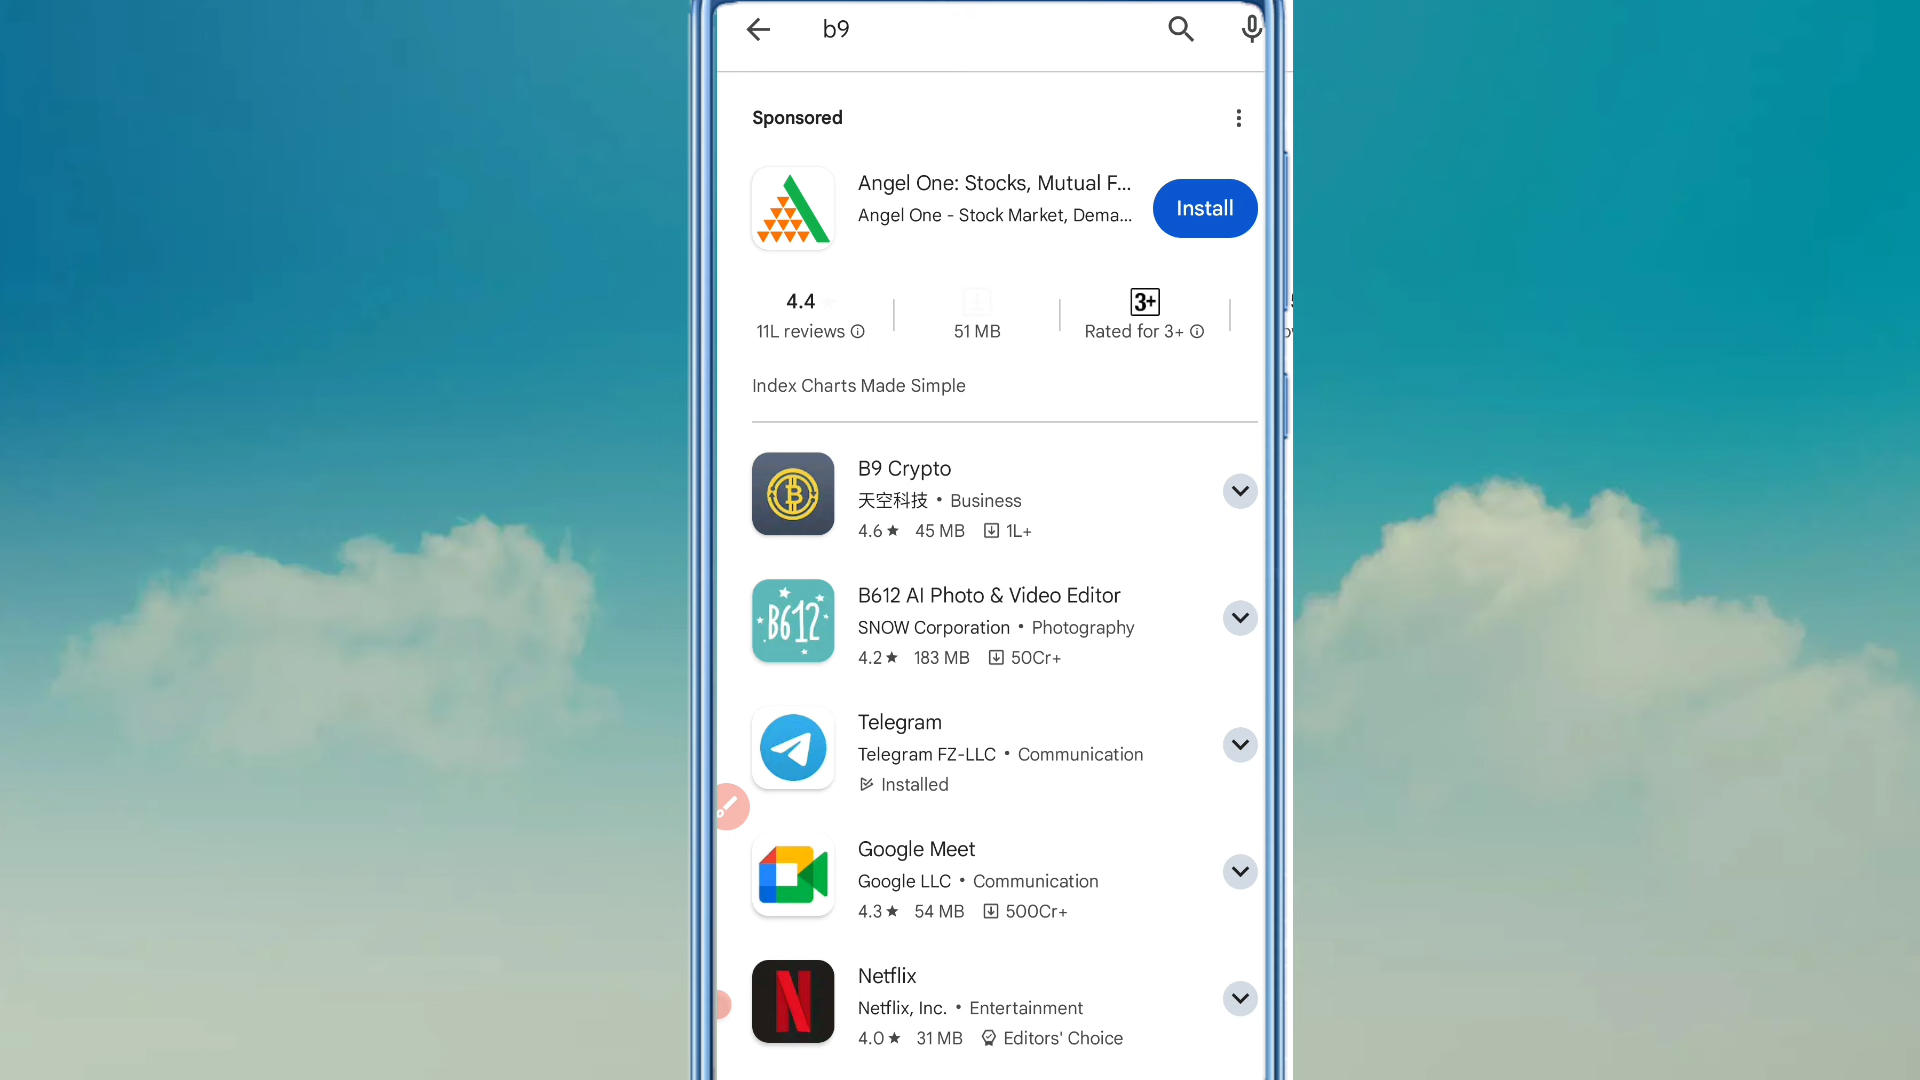 b9
Sponsored
Angel One: Stocks, Mutual F...
Angel One - Stock Market, Dema...
Install
4.4
11L reviews
51 MB
3+
Rated for 3+
Index Charts Made Simple
B9 Crypto
天空科技 • Business
4.6★ 45 MB 1L+
B612
B612 AI Photo & Video Editor
SNOW Corporation • Photography
4.2★ 183 MB 50Cr+
Telegram
Telegram FZ-LLC • Communication
Installed
Google Meet
Google LLC • Communication
4.3★ 54 MB 500Cr+
N
Netflix
Netflix, Inc. • Entertainment
4.0★ 31 MB Editors' Choice